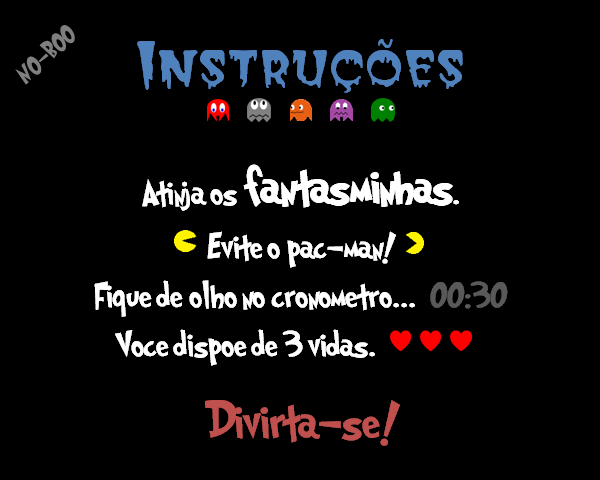 NO-BOO
Instruções
Atinja os fantasminhas.
Evite o pac-man!
Fique de olho no cronometro... 00:30
Voce dispoe de 3 vidas.
Divirta-se!